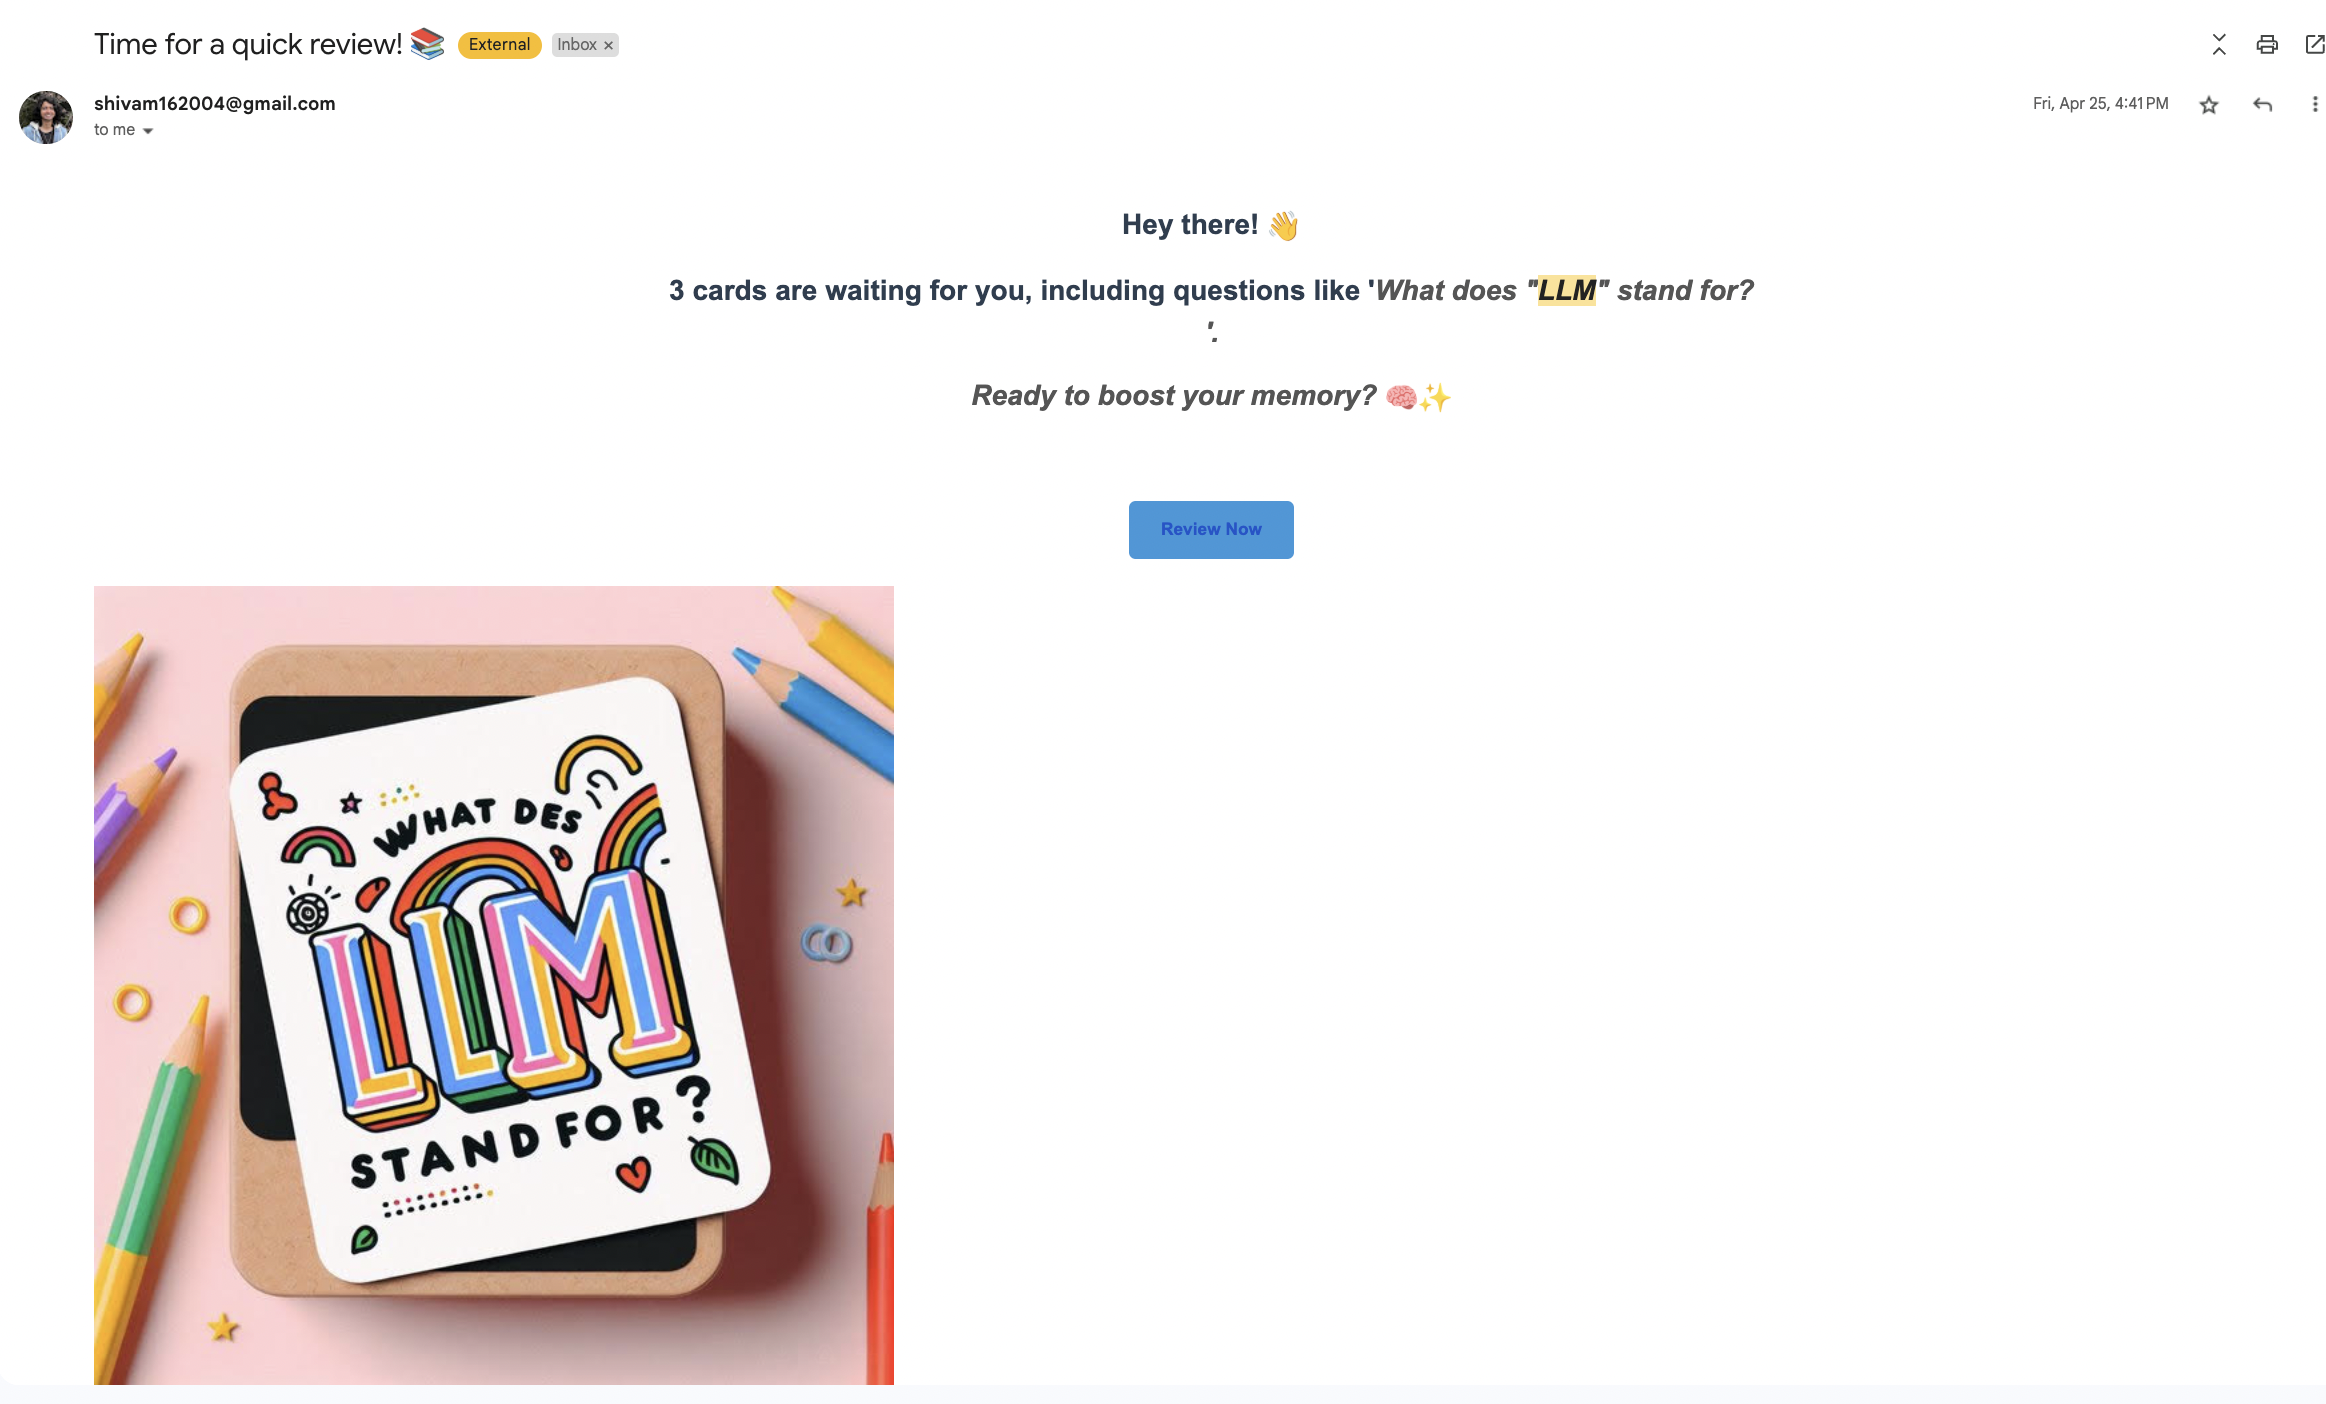 Time for a quick review! 📚 External Inbox ×
shivam162004@gmail.com
Fri, Apr 25, 4:41 PM
to me
Hey there! 👋
3 cards are waiting for you, including questions like 'What does "LLM" stand for?
'.
Ready to boost your memory? 🧠✨
Review Now
WHAT DES
LLM
STAND FOR?